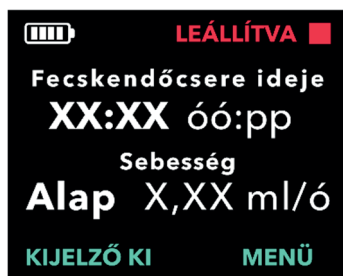 LEÁLLÍTVA
Fecskendőcsere ideje
XX:XX óó:pp
Sebesség
Alap X,XX ml/ó
KIJELZŐ KI MENÜ